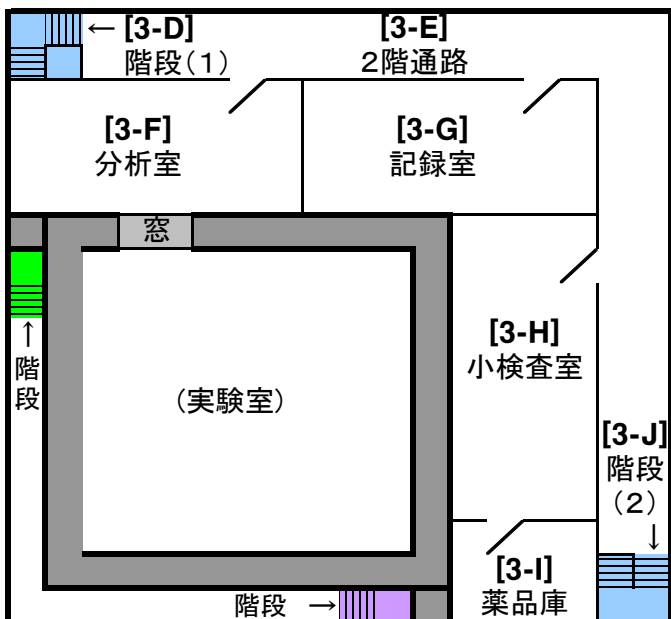 ← [3-D]
階段(1)
[3-E]
2階通路
[3-F]
分析室
[3-G]
記録室
窓
↑
階
段
[3-H]
小検査室
(実験室)
[3-J]
階段
(2)
↓
[3-I]
薬品庫
階段 →